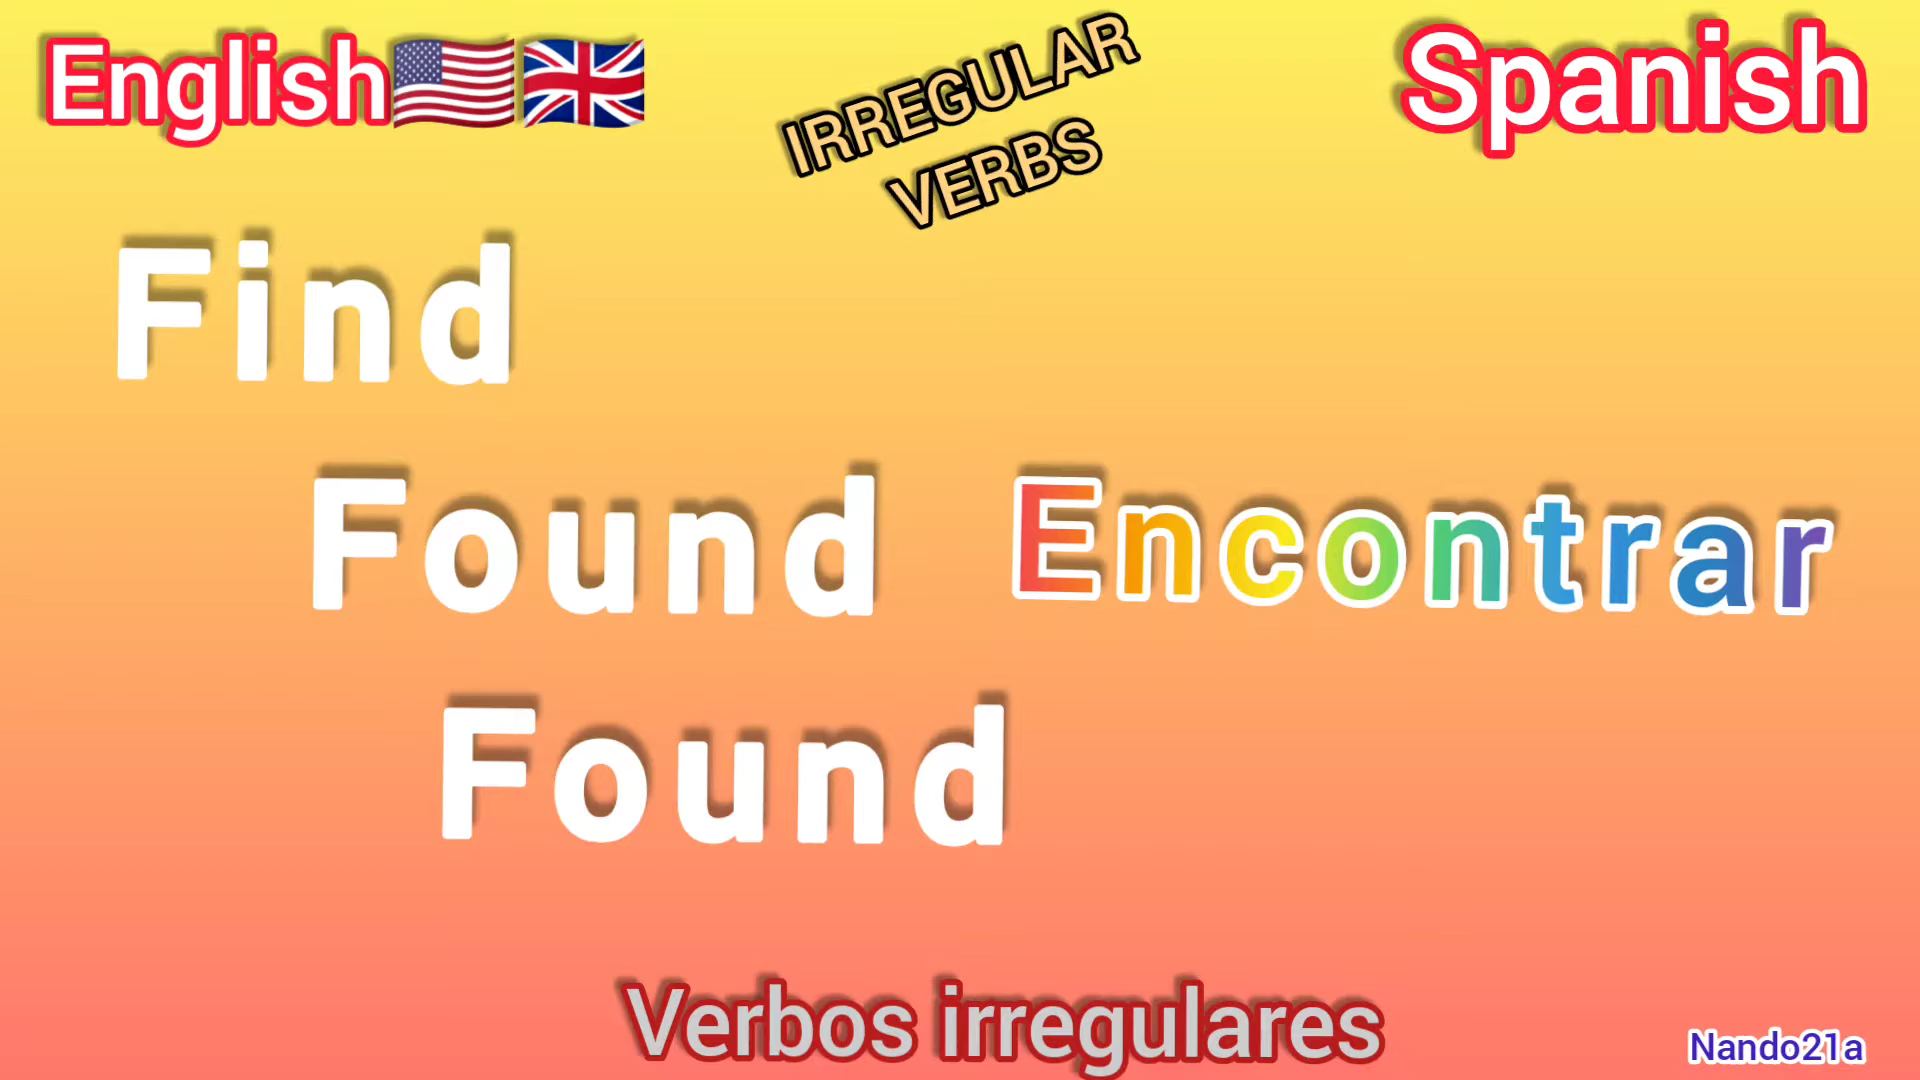 English🇺🇸🇬🇧
IRREGULAR
VERBS
Spanish
Find
Found
Encontrar
Found
Verbos irregulares
Nando21a